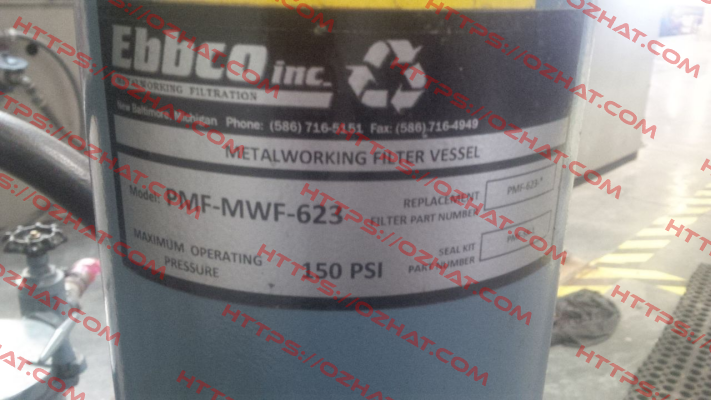 Ebbco inc.
METALWORKING FILTRATION
New Baltimore, Michigan Phone: (586) 716-5151 Fax: (586) 716-4949
METALWORKING FILTER VESSEL
Model: PMF-MWF-623
REPLACEMENT FILTER PART NUMBER
PMF-623-*
MAXIMUM OPERATING PRESSURE
150 PSI
SEAL KIT PART NUMBER
HTTPS://OZHAT.COM